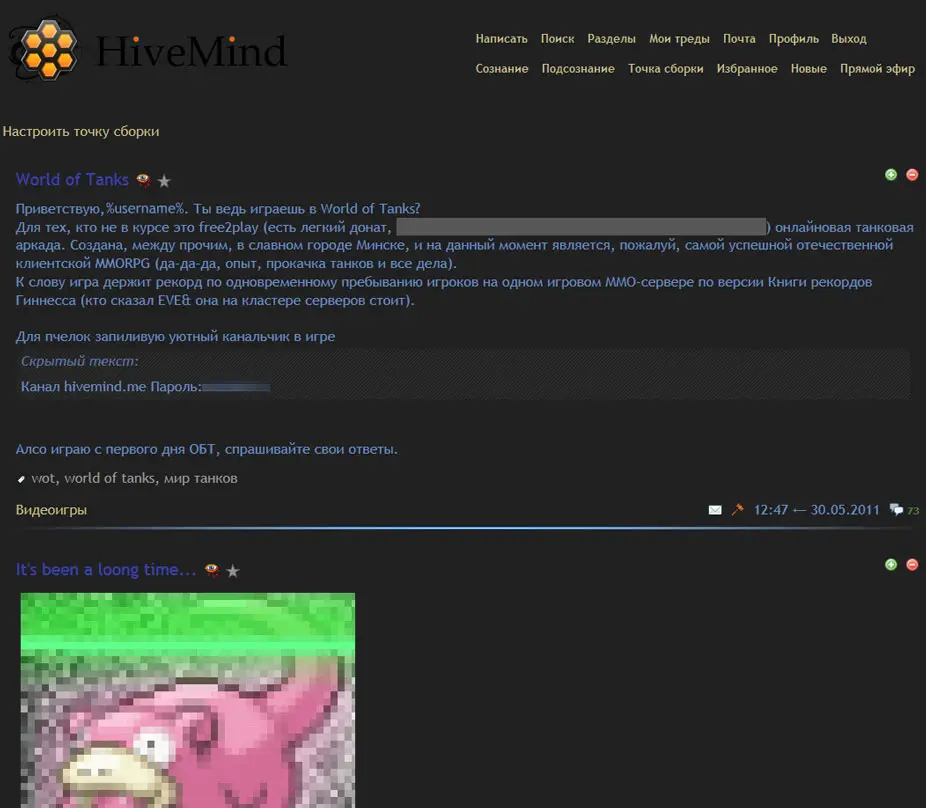 HiveMind
Написать Поиск Разделы Мои треды Почта Профиль Выход
Сознание Подсознание Точка сборки Избранное Новые Прямой эфир
Настроить точку сборки
World of Tanks
Приветствую,%username%. Ты ведь играешь в World of Tanks?
Для тех, кто не в курсе это free2play (есть легкий донат, ) онлайновая танковая
аркада. Создана, между прочим, в славном городе Минске, и на данный момент является, пожалуй, самой успешной отечественной
клиентской MMORPG (да-да-да, опыт, прокачка танков и все дела).
К слову игра держит рекорд по одновременному пребыванию игроков на одном игровом ММО-сервере по версии Книги рекордов
Гиннесса (кто сказал EVE& она на кластере серверов стоит).
Для пчелок запиливую уютный канальчик в игре
Скрытый текст:
Канал hivemind.me Пароль:
Алсо играю с первого дня ОБТ, спрашивайте свои ответы.
wot, world of tanks, мир танков
Видеоигры 12:47 ← 30.05.2011 73
It's been a loong time...